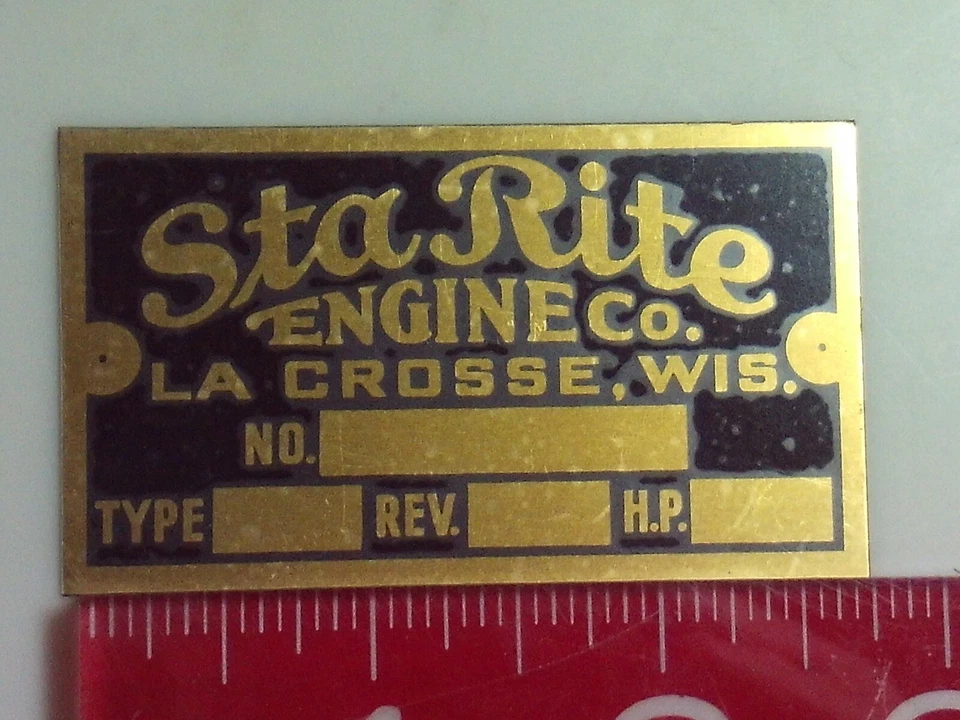 Sta Rite
ENGINE Co.
LA CROSSE, WIS.
NO.
TYPE REV. H.P.